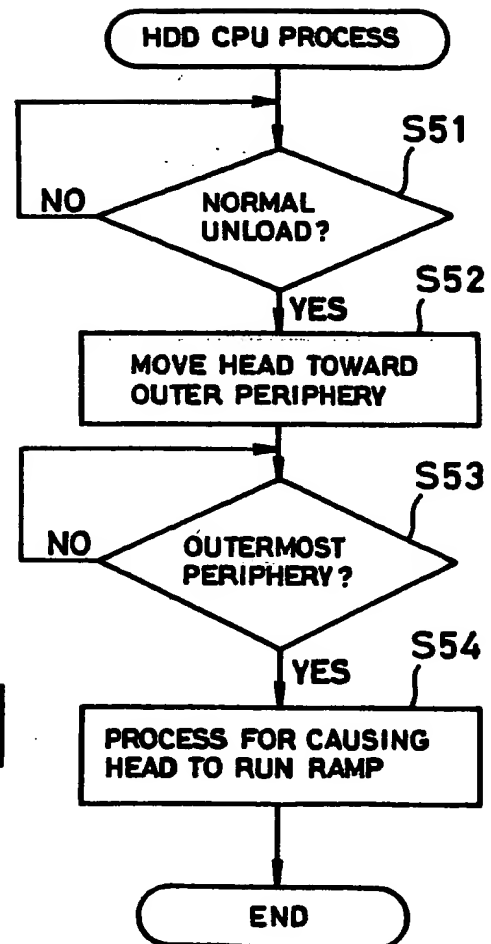 HDD CPU PROCESS
S51
NORMAL
UNLOAD?
NO
YES
S52
MOVE HEAD TOWARD
OUTER PERIPHERY
S53
OUTERMOST
PERIPHERY?
NO
YES
S54
PROCESS FOR CAUSING
HEAD TO RUN RAMP
END